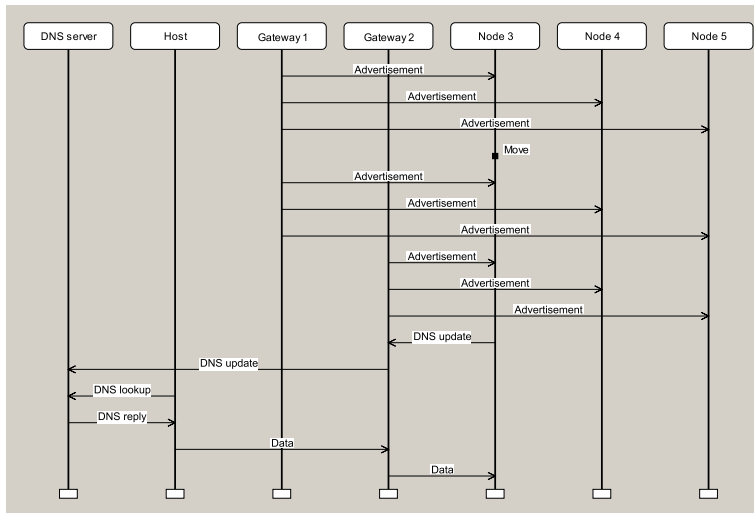 DNS server Host Gateway 1 Gateway 2 Node 3 Node 4 Node 5
Advertisement
Advertisement
Advertisement
Move
Advertisement
Advertisement
Advertisement
Advertisement
Advertisement
Advertisement
DNS update
DNS update
DNS lookup
DNS reply
Data
Data